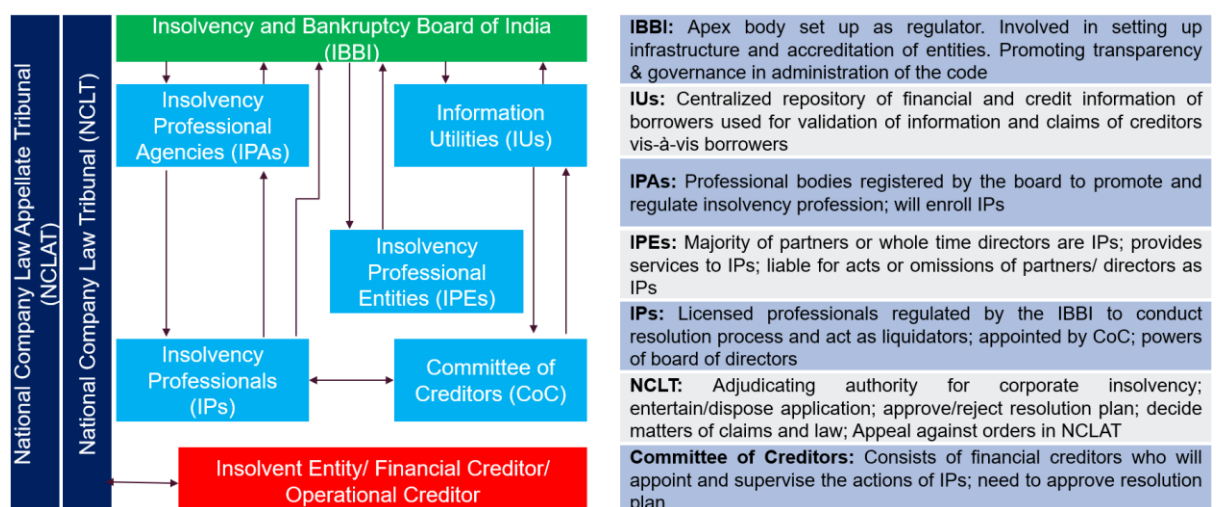 National Company Law Appellate Tribunal
(NCLAT)
National Company Law Tribunal (NCLT)
Insolvency and Bankruptcy Board of India
(IBBI)
Insolvency
Professional
Agencies (IPAs)
Information
Utilities (IUs)
Insolvency
Professional
Entities (IPEs)
Insolvency
Professionals
(IPs)
Committee of
Creditors (CoC)
Insolvent Entity/ Financial Creditor/
Operational Creditor
IBBI: Apex body set up as regulator. Involved in setting up
infrastructure and accreditation of entities. Promoting transparency
& governance in administration of the code
IUs: Centralized repository of financial and credit information of
borrowers used for validation of information and claims of creditors
vis-à-vis borrowers
IPAs: Professional bodies registered by the board to promote and
regulate insolvency profession; will enroll IPs
IPEs: Majority of partners or whole time directors are IPs; provides
services to IPs; liable for acts or omissions of partners/ directors as
IPs
IPs: Licensed professionals regulated by the IBBI to conduct
resolution process and act as liquidators; appointed by CoC; powers
of board of directors
NCLT: Adjudicating authority for corporate insolvency;
entertain/dispose application; approve/reject resolution plan; decide
matters of claims and law; Appeal against orders in NCLAT
Committee of Creditors: Consists of financial creditors who will
appoint and supervise the actions of IPs; need to approve resolution
plan